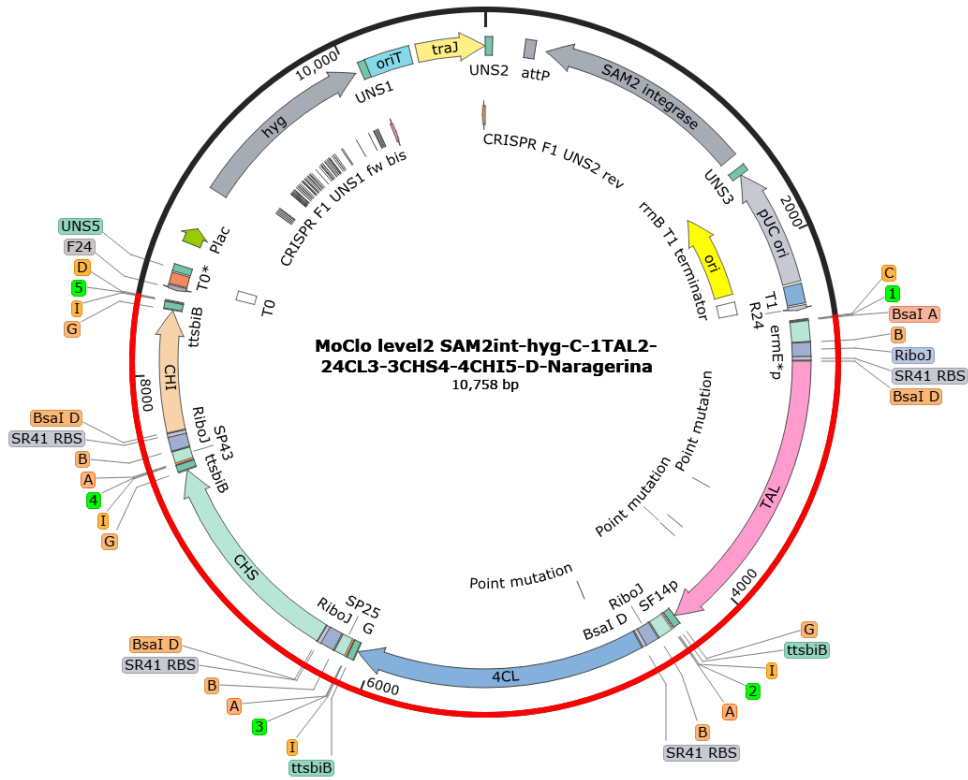 10,000
oriT
traJ
UNS1
UNS2
attP
SAM2 integrase
hyg
CRISPR F1 UNS1 fw bis
CRISPR F1 UNS2 rev
UNS3
2000
pUC ori
rrnB T1 terminator
ori
Plac
UNS5
F24
D
5
I
G
T0*
ttsbiB
T0
T1
R24
C
1
BsaI A
B
RiboJ
SR41 RBS
BsaI D
ermE*p
MoClo level2 SAM2int-hyg-C-1TAL2-
24CL3-3CHS4-4CHI5-D-Naragerina
10,758 bp
CHI
8000
BsaI D
SR41 RBS
B
A
4
I
G
RiboJ
SP43
ttsbiB
TAL
Point mutation
Point mutation
Point mutation
4000
CHS
RiboJ
SP25
G
4CL
BsaI D
RiboJ
SF14p
6000
BsaI D
SR41 RBS
B
A
3
I
ttsbiB
G
ttsbiB
I
2
A
B
SR41 RBS